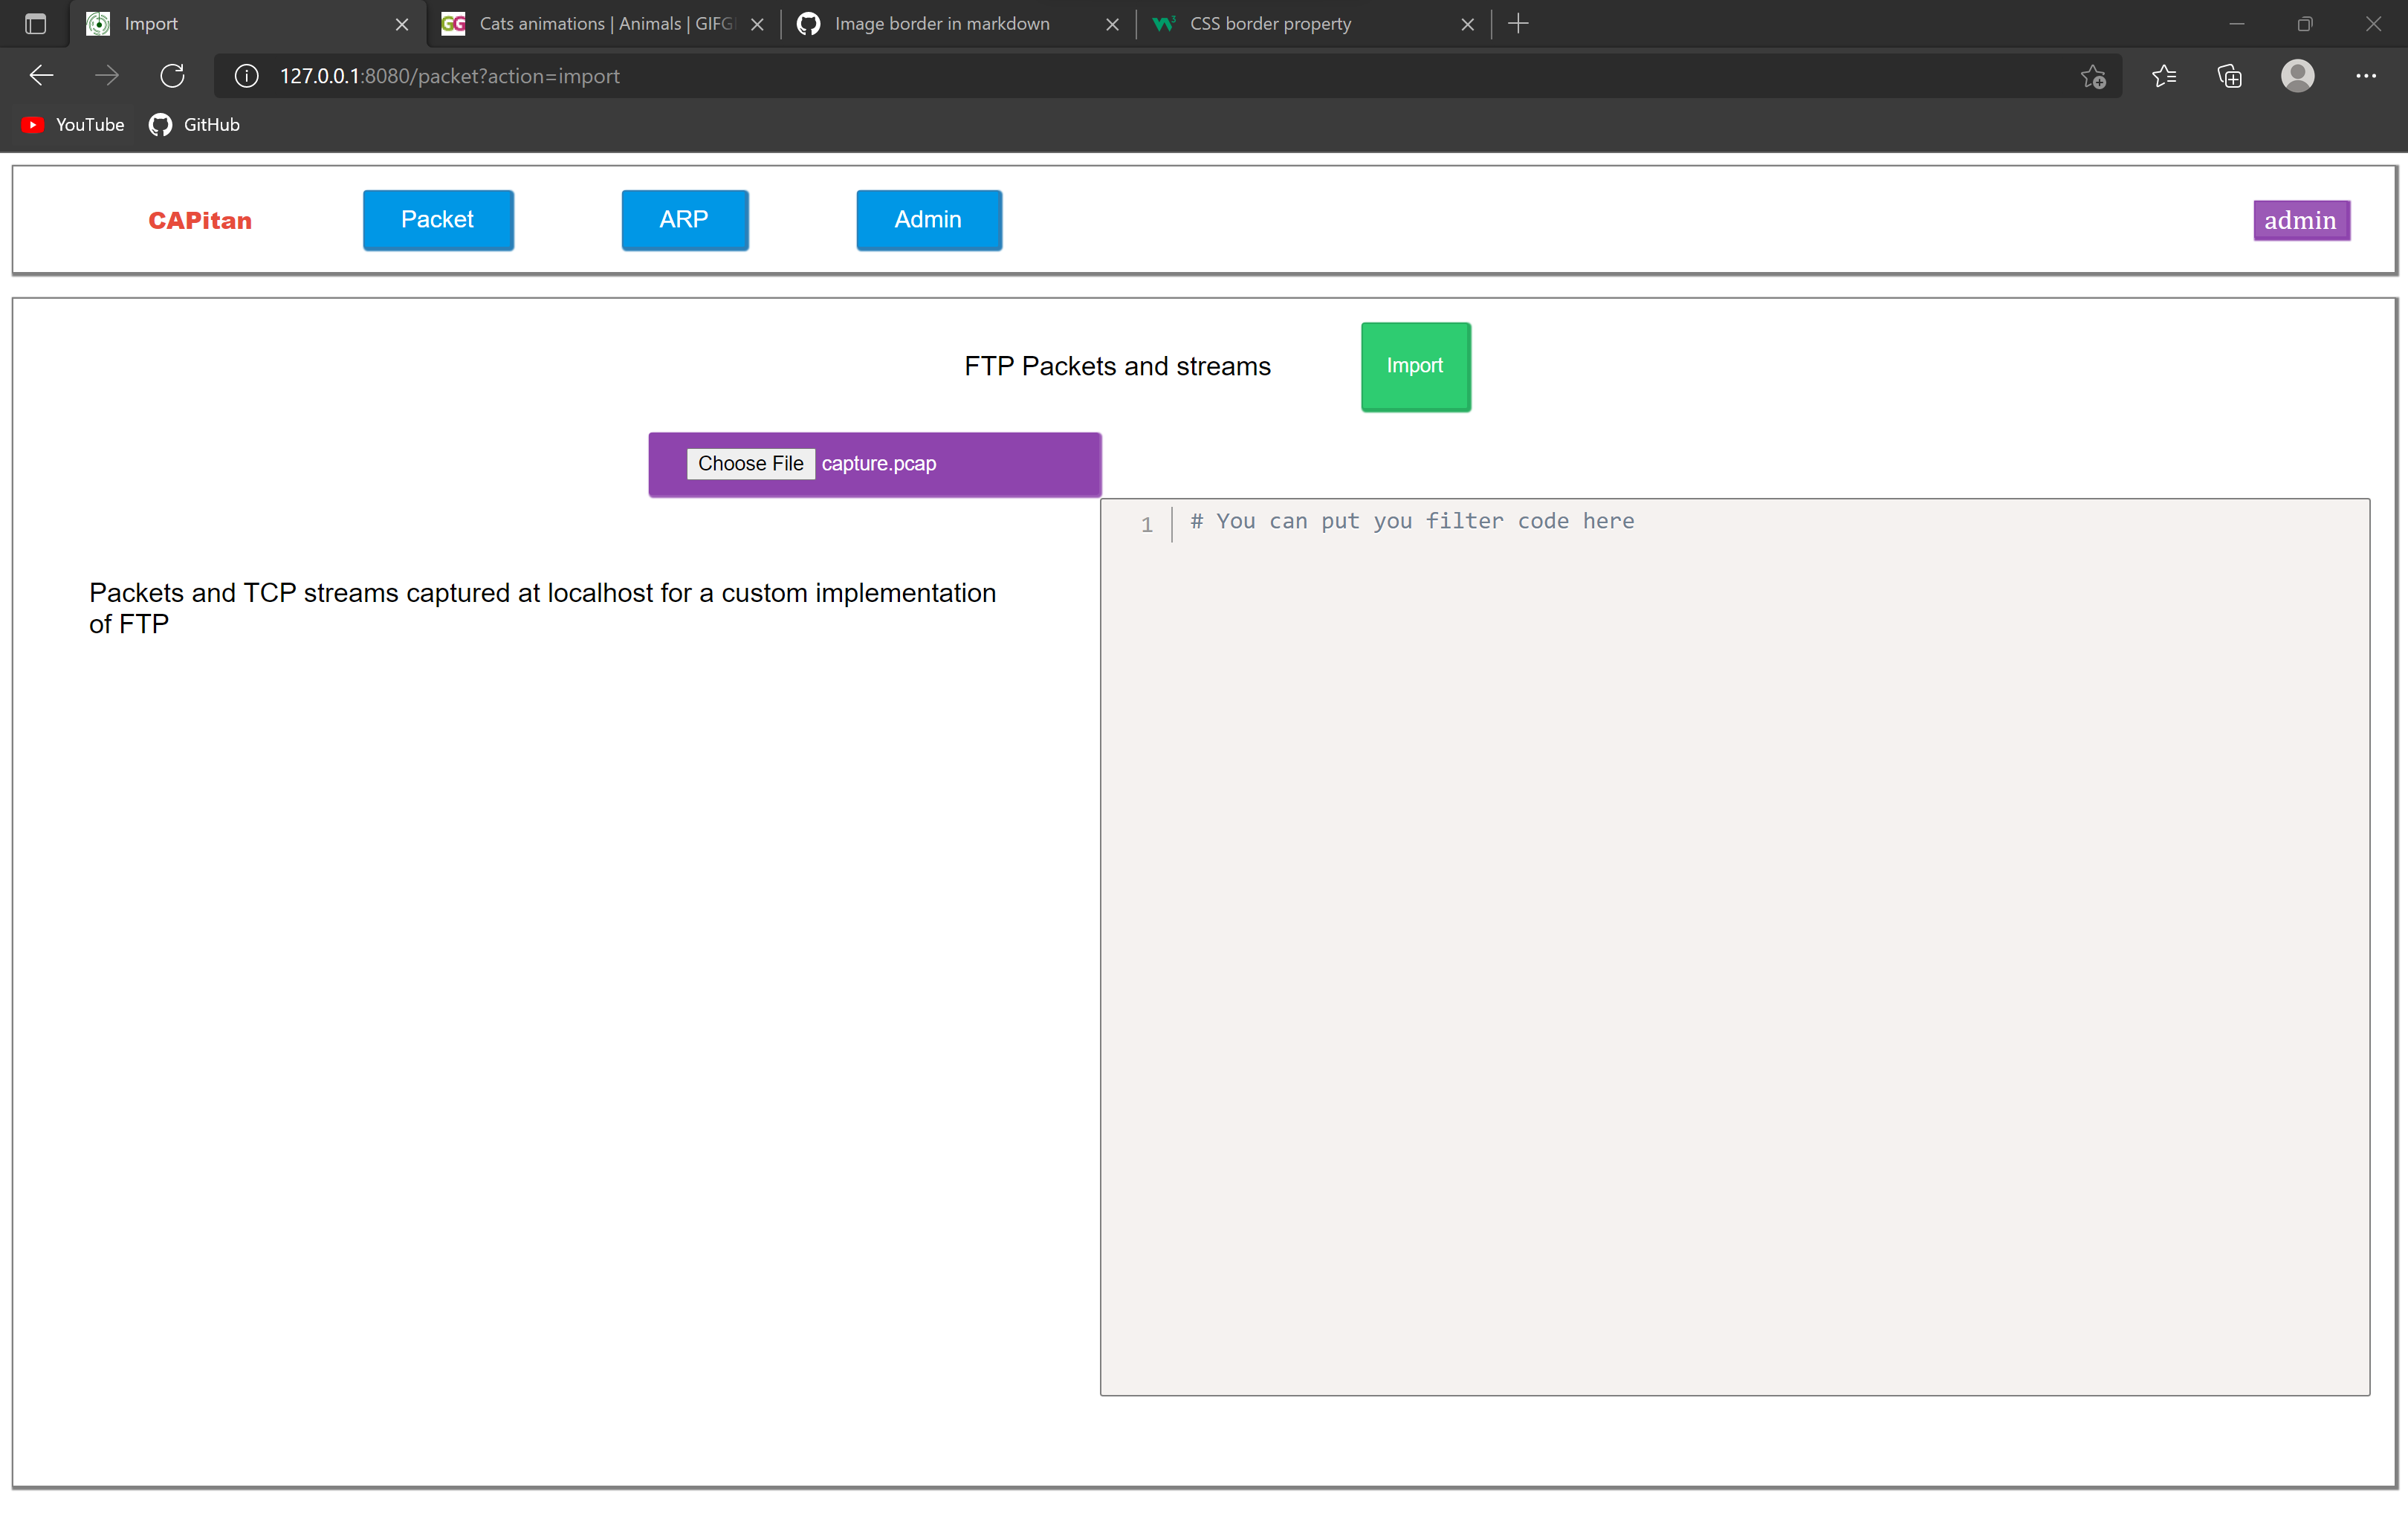 Import
Cats animations | Animals | GIFG
Image border in markdown
CSS border property
127.0.0.1:8080/packet?action=import
YouTube
GitHub
CAPitan
Packet
ARP
Admin
admin
FTP Packets and streams
Import
Choose File capture.pcap
1
# You can put you filter code here
Packets and TCP streams captured at localhost for a custom implementation
of FTP